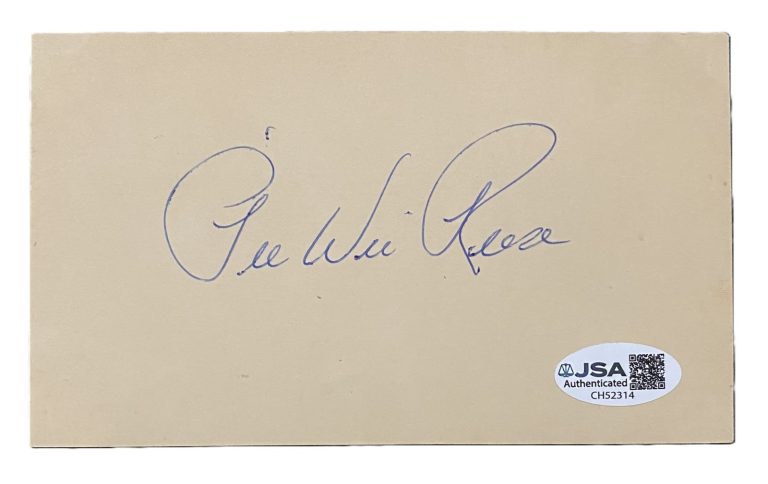 Pee Wee Reese
JSA
Authenticated
CH52314